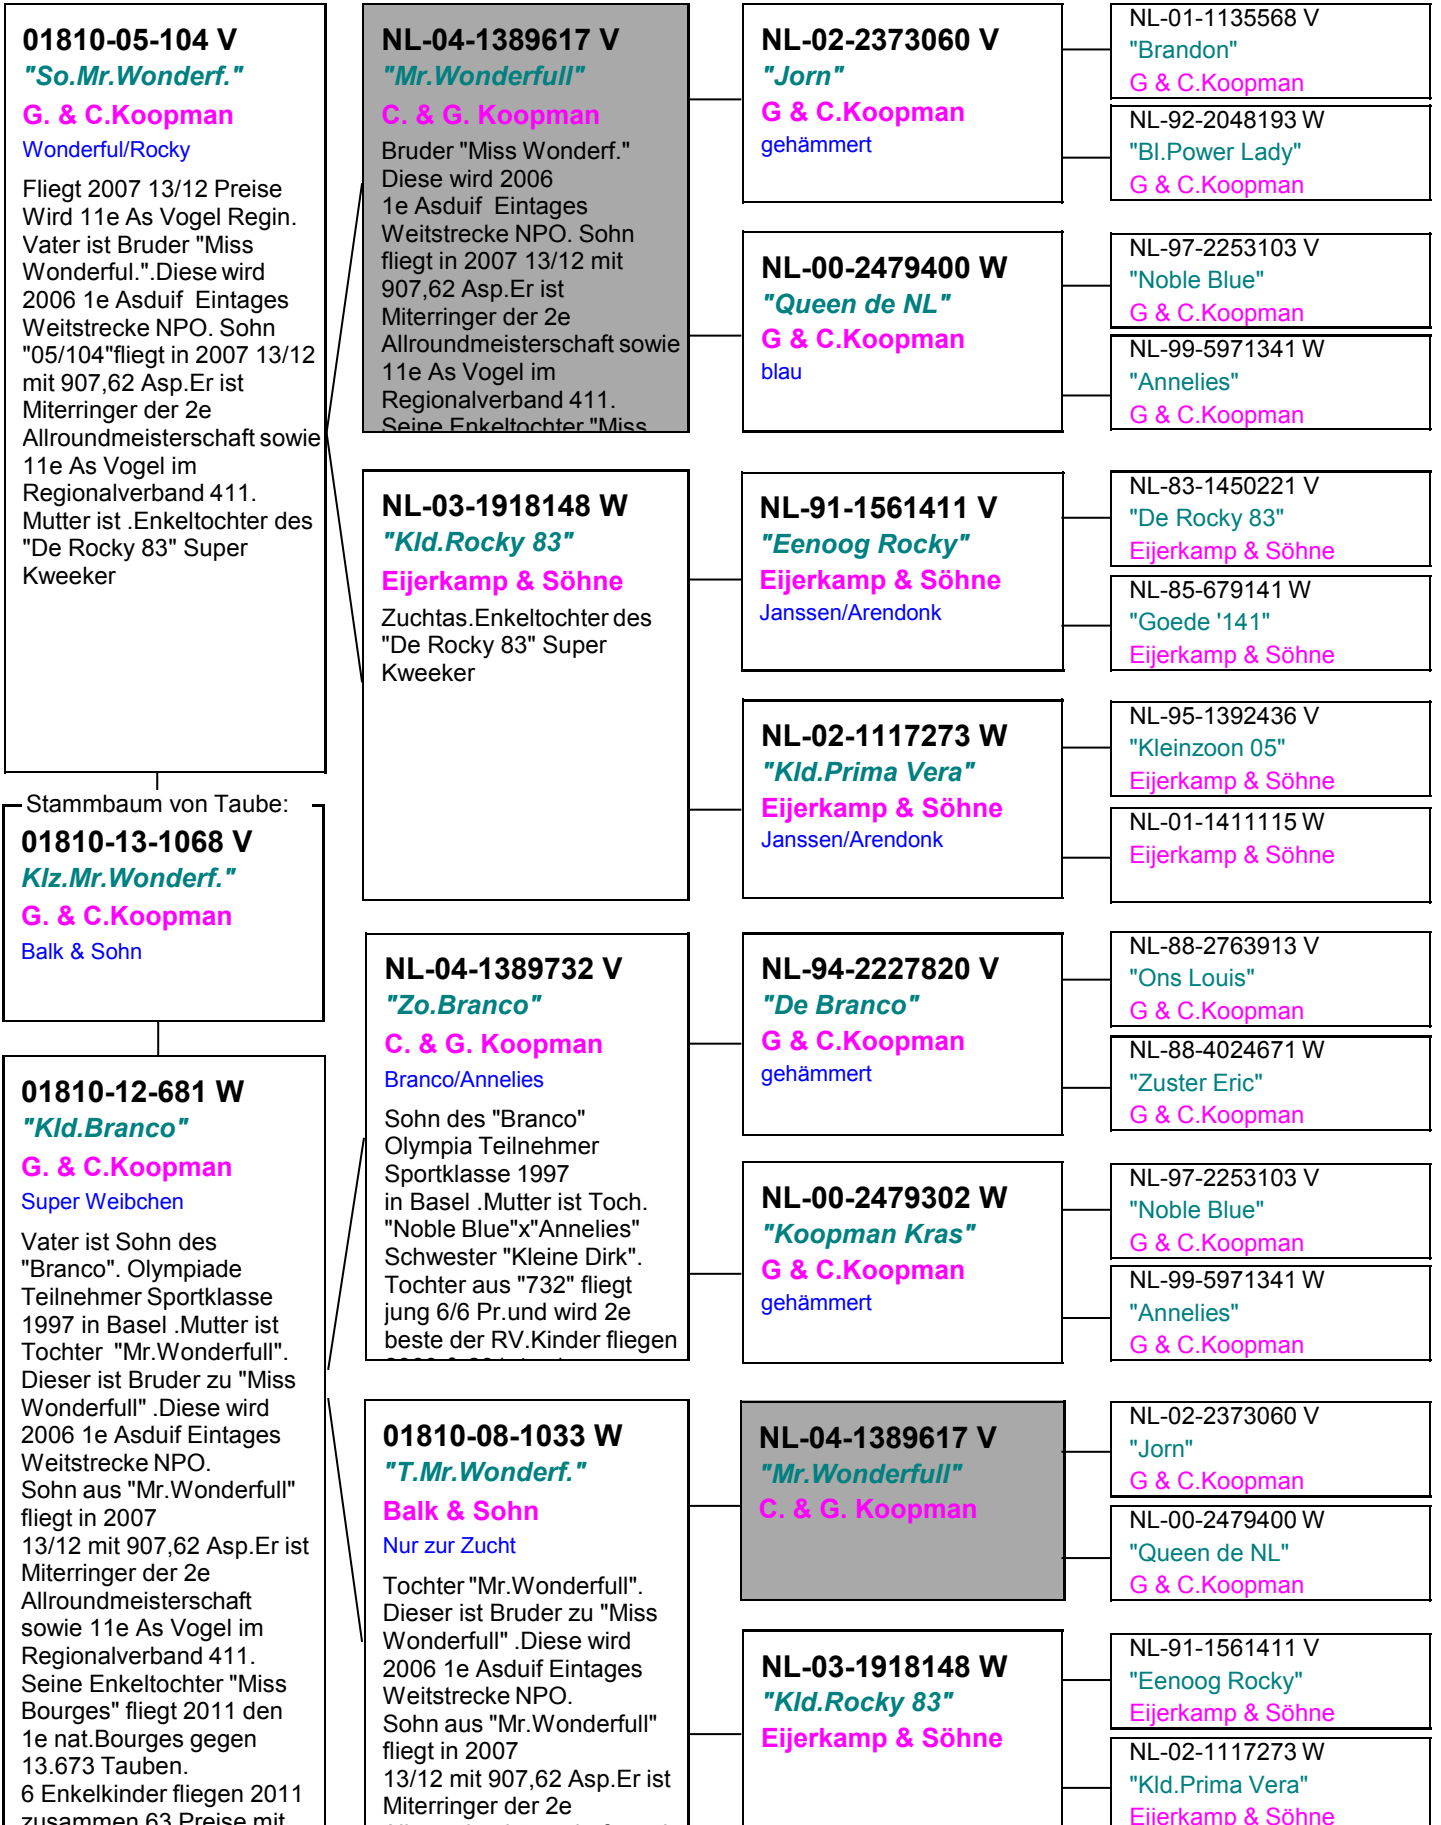 01810-05-104 V
"So.Mr.Wonderf."
G. & C.Koopman
Wonderful/Rocky
Fliegt 2007 13/12 Preise
Wird 11e As Vogel Regin.
Vater ist Bruder "Miss
Wonderful.".Diese wird
2006 1e Asduif  Eintages
Weitstrecke NPO. Sohn
"05/104"fliegt in 2007 13/12
mit 907,62 Asp.Er ist
Miterringer der 2e
Allroundmeisterschaft sowie
11e As Vogel im
Regionalverband 411.
Mutter ist .Enkeltochter des
"De Rocky 83" Super
Kweeker
Stammbaum von Taube:
01810-13-1068 V
Klz.Mr.Wonderf."
G. & C.Koopman
Balk & Sohn
01810-12-681 W
"Kld.Branco"
G. & C.Koopman
Super Weibchen
Vater ist Sohn des
"Branco". Olympiade
Teilnehmer Sportklasse
1997 in Basel .Mutter ist
Tochter  "Mr.Wonderfull".
Dieser ist Bruder zu "Miss
Wonderfull" .Diese wird
2006 1e Asduif Eintages
Weitstrecke NPO.
Sohn aus "Mr.Wonderfull"
fliegt in 2007
13/12 mit 907,62 Asp.Er ist
Miterringer der 2e
Allroundmeisterschaft
sowie 11e As Vogel im
Regionalverband 411.
Seine Enkeltochter "Miss
Bourges" fliegt 2011 den
1e nat.Bourges gegen
13.673 Tauben.
6 Enkelkinder fliegen 2011
zusammen 63 Preise mit
NL-04-1389617 V
"Mr.Wonderfull"
C. & G. Koopman
Bruder "Miss Wonderf."
Diese wird 2006
1e Asduif  Eintages
Weitstrecke NPO. Sohn
fliegt in 2007 13/12 mit
907,62 Asp.Er ist
Miterringer der 2e
Allroundmeisterschaft sowie
11e As Vogel im
Regionalverband 411.
Seine Enkeltochter "Miss
NL-03-1918148 W
"Kld.Rocky 83"
Eijerkamp & Söhne
Zuchtas.Enkeltochter des
"De Rocky 83" Super
Kweeker
NL-04-1389732 V
"Zo.Branco"
C. & G. Koopman
Branco/Annelies
Sohn des "Branco"
Olympia Teilnehmer
Sportklasse 1997
in Basel .Mutter ist Toch.
"Noble Blue"x"Annelies"
Schwester "Kleine Dirk".
Tochter aus "732" fliegt
jung 6/6 Pr.und wird 2e
beste der RV.Kinder fliegen
01810-08-1033 W
"T.Mr.Wonderf."
Balk & Sohn
Nur zur Zucht
Tochter "Mr.Wonderfull".
Dieser ist Bruder zu "Miss
Wonderfull" .Diese wird
2006 1e Asduif Eintages
Weitstrecke NPO.
Sohn aus "Mr.Wonderfull"
fliegt in 2007
13/12 mit 907,62 Asp.Er ist
Miterringer der 2e
NL-02-2373060 V
"Jorn"
G & C.Koopman
gehämmert
NL-00-2479400 W
"Queen de NL"
G & C.Koopman
blau
NL-91-1561411 V
"Eenoog Rocky"
Eijerkamp & Söhne
Janssen/Arendonk
NL-02-1117273 W
"Kld.Prima Vera"
Eijerkamp & Söhne
Janssen/Arendonk
NL-94-2227820 V
"De Branco"
G & C.Koopman
gehämmert
NL-00-2479302 W
"Koopman Kras"
G & C.Koopman
gehämmert
NL-04-1389617 V
"Mr.Wonderfull"
C. & G. Koopman
NL-03-1918148 W
"Kld.Rocky 83"
Eijerkamp & Söhne
NL-01-1135568 V
"Brandon"
G & C.Koopman
NL-92-2048193 W
"Bl.Power Lady"
G & C.Koopman
NL-97-2253103 V
"Noble Blue"
G & C.Koopman
NL-99-5971341 W
"Annelies"
G & C.Koopman
NL-83-1450221 V
"De Rocky 83"
Eijerkamp & Söhne
NL-85-679141 W
"Goede '141"
Eijerkamp & Söhne
NL-95-1392436 V
"Kleinzoon 05"
Eijerkamp & Söhne
NL-01-1411115 W
Eijerkamp & Söhne
NL-88-2763913 V
"Ons Louis"
G & C.Koopman
NL-88-4024671 W
"Zuster Eric"
G & C.Koopman
NL-97-2253103 V
"Noble Blue"
G & C.Koopman
NL-99-5971341 W
"Annelies"
G & C.Koopman
NL-02-2373060 V
"Jorn"
G & C.Koopman
NL-00-2479400 W
"Queen de NL"
G & C.Koopman
NL-91-1561411 V
"Eenoog Rocky"
Eijerkamp & Söhne
NL-02-1117273 W
"Kld.Prima Vera"
Eijerkamp & Söhne